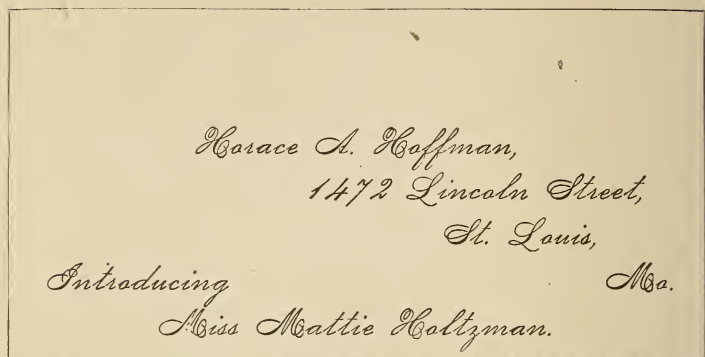 Horace A. Hoffman,
1472 Lincoln Street,
St. Louis,
Mo.
Introducing
Miss Mattie Holtzman.